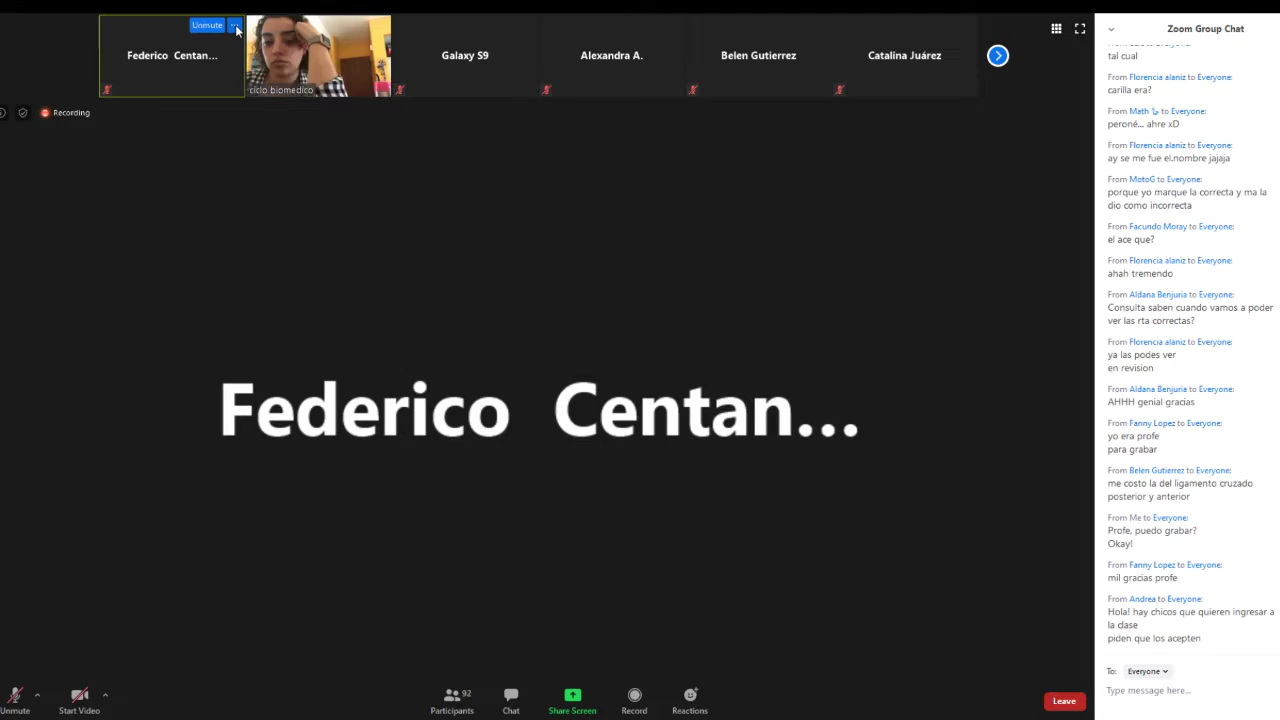 Unmute ...
Federico Centan...
ciclo biomedico
Galaxy S9
Alexandra A.
Belen Gutierrez
Catalina Juárez
Recording
Federico Centan...
Unmute
Start Video
Participants
92
Chat
Share Screen
Record
Reactions
Leave
Zoom Group Chat
tal cual
From Florencia alaniz to Everyone:
carilla era?
From Math to Everyone:
peroné... ahre xD
From Florencia alaniz to Everyone:
ay se me fue el.nombre jajaja
From MotoG to Everyone:
porque yo marque la correcta y ma la
dio como incorrecta
From Facundo Moray to Everyone:
el ace que?
From Florencia alaniz to Everyone:
ahah tremendo
From Aldana Benjuria to Everyone:
Consulta saben cuando vamos a poder
ver las rta correctas?
From Florencia alaniz to Everyone:
ya las podes ver
en revision
From Aldana Benjuria to Everyone:
AHHH genial gracias
From Fanny Lopez to Everyone:
yo era profe
para grabar
From Belen Gutierrez to Everyone:
me costo la del ligamento cruzado
posterior y anterior
From Me to Everyone:
Profe, puedo grabar?
Okay!
From Fanny Lopez to Everyone:
mil gracias profe
From Andrea to Everyone:
Hola! hay chicos que quieren ingresar a
la clase
piden que los acepten
To: Everyone
Type message here...